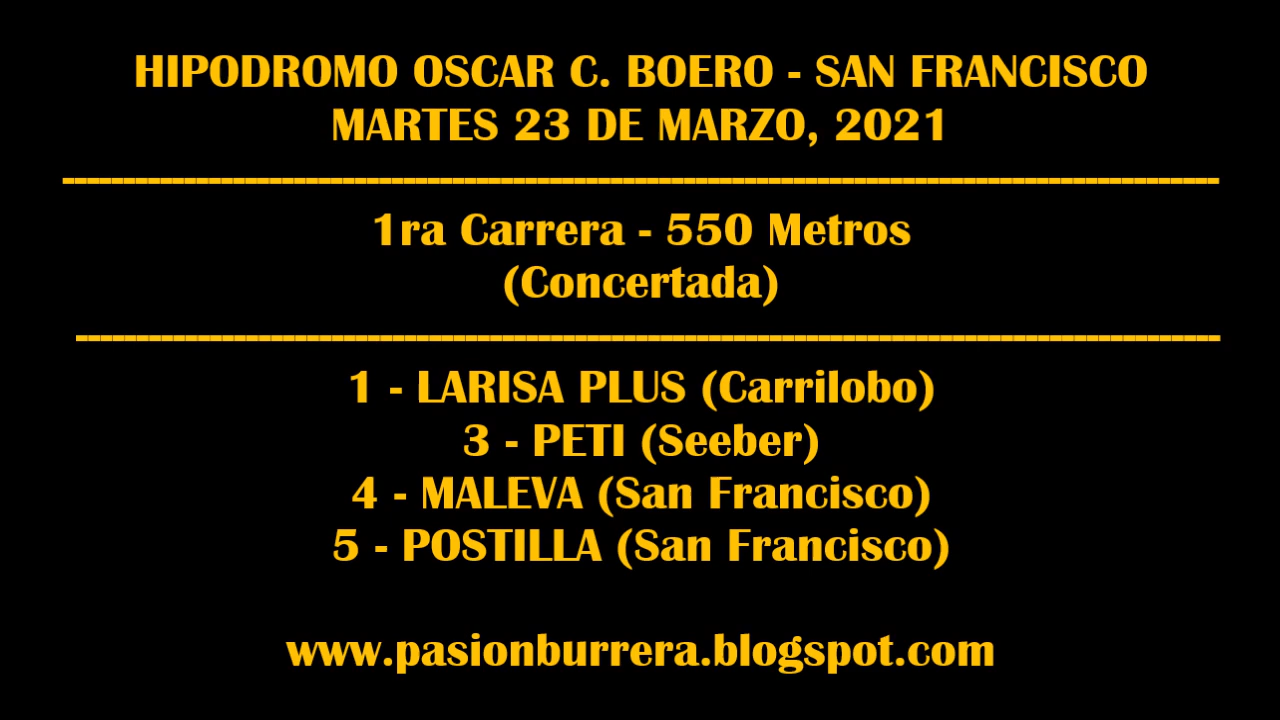 HIPODROMO OSCAR C. BOERO - SAN FRANCISCO
MARTES 23 DE MARZO, 2021
1ra Carrera - 550 Metros
(Concertada)
1 - LARISA PLUS (Carrilobo)
3 - PETI (Seeber)
4 - MALEVA (San Francisco)
5 - POSTILLA (San Francisco)
www.pasionburrera.blogspot.com